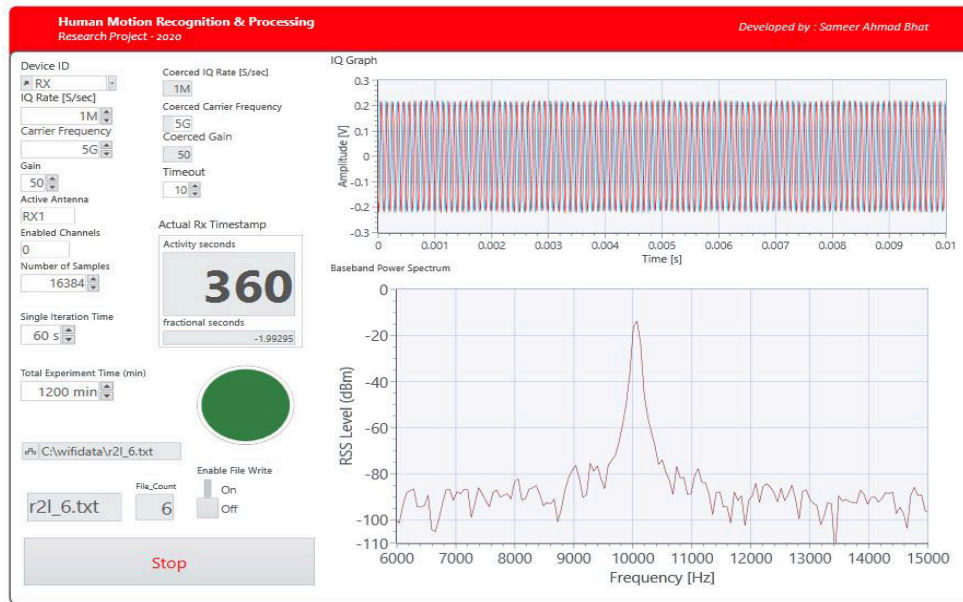 Human Motion Recognition & Processing
Research Project - 2020
Developed by : Sameer Ahmad Bhat
Device ID
RX
IQ Rate [S/sec]
1M
Carrier Frequency
5G
Gain
50
Active Antenna
RX1
Enabled Channels
0
Number of Samples
16384
Single Iteration Time
60 s
Total Experiment Time (min)
1200 min
C:\wifidata\r2l_6.txt
r2l_6.txt
File_Count
6
Stop
Coerced IQ Rate [S/sec]
1M
Coerced Carrier Frequency
5G
Coerced Gain
50
Timeout
10
Actual Rx Timestamp
Activity seconds
360
fractional seconds
-1.99295
Enable File Write
On
Off
IQ Graph
Amplitude [V]
0.3
0.2
0.1
0
-0.1
-0.2
-0.3
0 0.001 0.002 0.003 0.004 0.005 0.006 0.007 0.008 0.009 0.01
Time [s]
Baseband Power Spectrum
RSS Level (dBm)
0
-20
-40
-60
-80
-100
-110
6000 7000 8000 9000 10000 11000 12000 13000 14000 15000
Frequency [Hz]